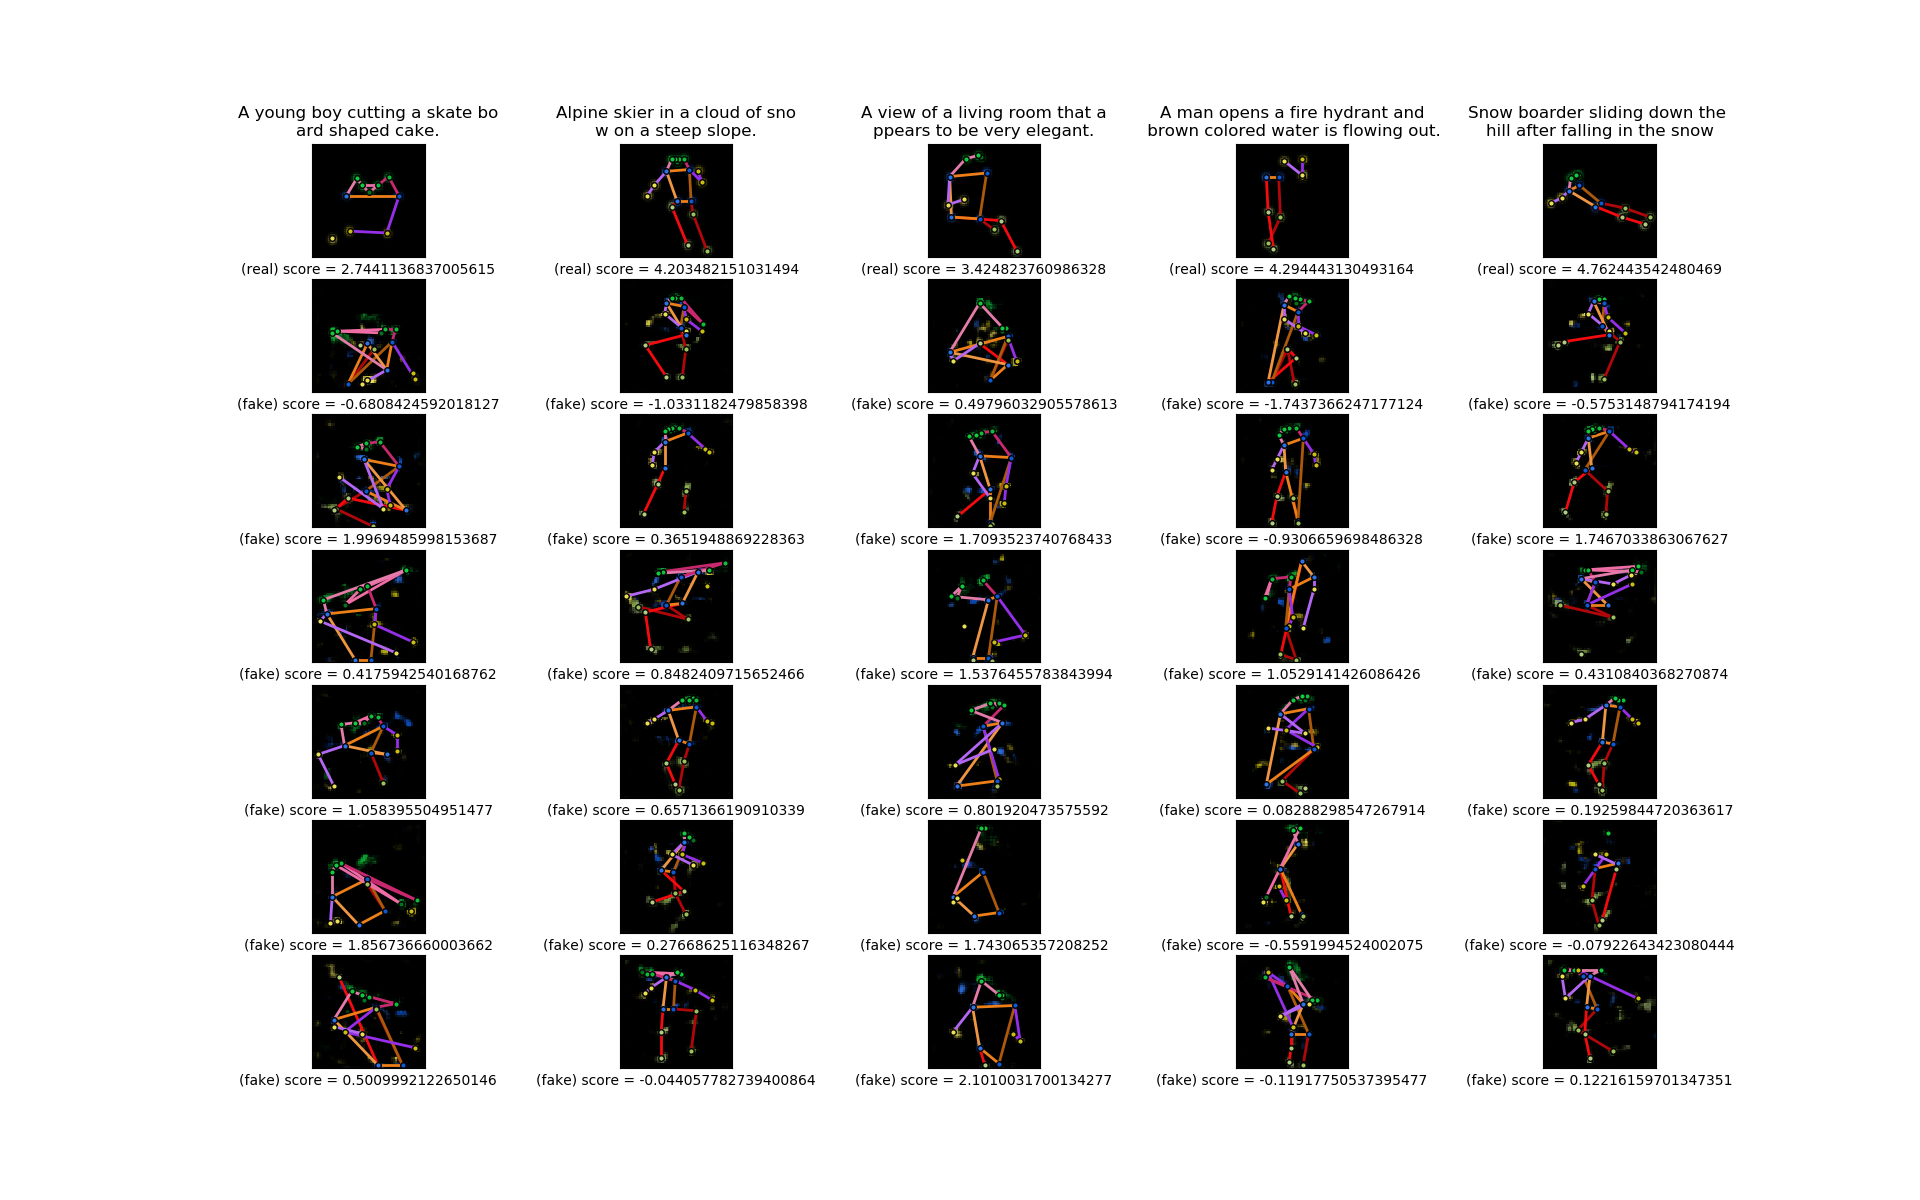 A young boy cutting a skate bo
ard shaped cake.
Alpine skier in a cloud of sno
w on a steep slope.
A view of a living room that a
ppears to be very elegant.
A man opens a fire hydrant and
brown colored water is flowing out.
Snow boarder sliding down the
hill after falling in the snow
(real) score = 2.7441136837005615
(real) score = 4.203482151031494
(real) score = 3.424823760986328
(real) score = 4.294443130493164
(real) score = 4.762443542480469
(fake) score = -0.6808424592018127
(fake) score = -1.0331182479858398
(fake) score = 0.49796032905578613
(fake) score = -1.7437366247177124
(fake) score = -0.5753148794174194
(fake) score = 1.9969485998153687
(fake) score = 0.3651948869228363
(fake) score = 1.7093523740768433
(fake) score = -0.9306659698486328
(fake) score = 1.7467033863067627
(fake) score = 0.4175942540168762
(fake) score = 0.8482409715652466
(fake) score = 1.5376455783843994
(fake) score = 1.0529141426086426
(fake) score = 0.4310840368270874
(fake) score = 1.058395504951477
(fake) score = 0.6571366190910339
(fake) score = 0.801920473575592
(fake) score = 0.08288298547267914
(fake) score = 0.19259844720363617
(fake) score = 1.856736660003662
(fake) score = 0.27668625116348267
(fake) score = 1.743065357208252
(fake) score = -0.5591994524002075
(fake) score = -0.07922643423080444
(fake) score = 0.5009992122650146
(fake) score = -0.044057782739400864
(fake) score = 2.1010031700134277
(fake) score = -0.11917750537395477
(fake) score = 0.12216159701347351